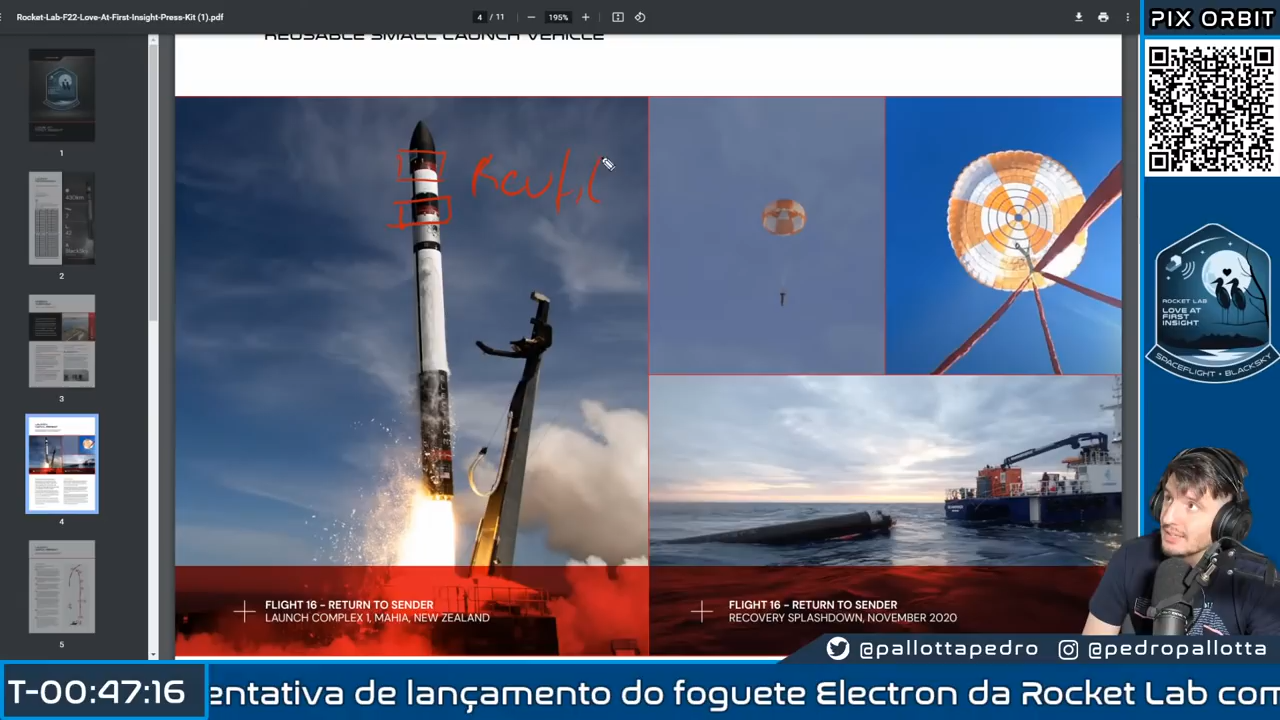 Rocket-Lab-F22-Love-At-First-Insight-Press-Kit (1).pdf
4 / 11
195%
PIX ORBIT
REUSABLE SMALL LAUNCH VEHICLE
1
2
3
4
5
ROCKET LAB
LOVE AT
FIRST
INSIGHT
SPACEFLIGHT • BLACKSKY
FLIGHT 16 - RETURN TO SENDER
LAUNCH COMPLEX 1, MAHIA, NEW ZEALAND
FLIGHT 16 - RETURN TO SENDER
RECOVERY SPLASHDOWN, NOVEMBER 2020
@pallottapedro
@pedropallotta
T-00:47:16
entativa de lançamento do foguete Electron da Rocket Lab com